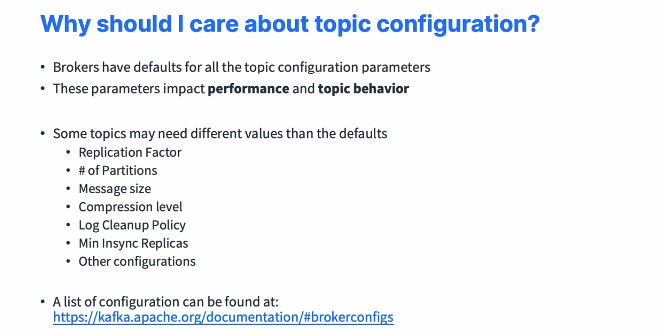 Why should I care about topic configuration?
• Brokers have defaults for all the topic configuration parameters
• These parameters impact performance and topic behavior
• Some topics may need different values than the defaults
• Replication Factor
• # of Partitions
• Message size
• Compression level
• Log Cleanup Policy
• Min Insync Replicas
• Other configurations
• A list of configuration can be found at:
https://kafka.apache.org/documentation/#brokerconfigs